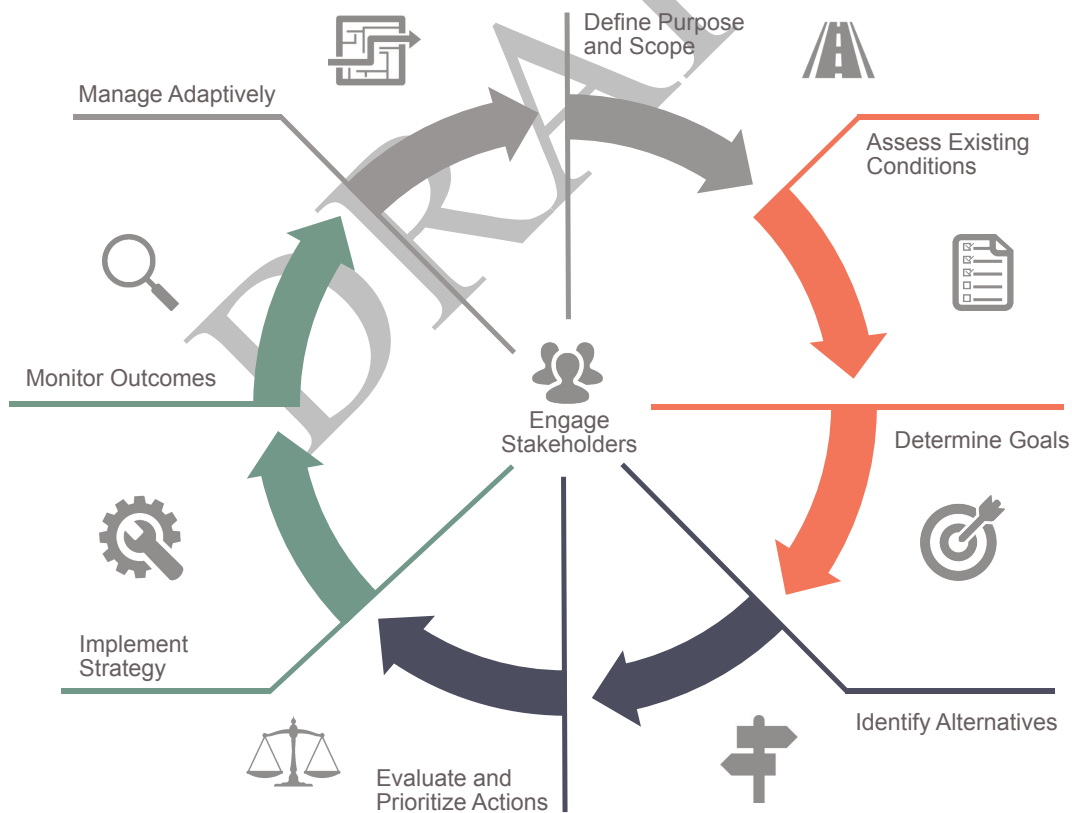 Define Purpose
and Scope
Assess Existing
Conditions
Determine Goals
Identify Alternatives
Evaluate and
Prioritize Actions
Implement
Strategy
Monitor Outcomes
Manage Adaptively
Engage
Stakeholders